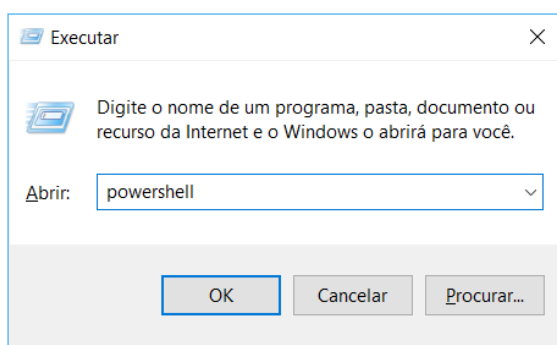 Executar
Digite o nome de um programa, pasta, documento ou
recurso da Internet e o Windows o abrirá para você.
Abrir:
powershell
OK
Cancelar
Procurar...